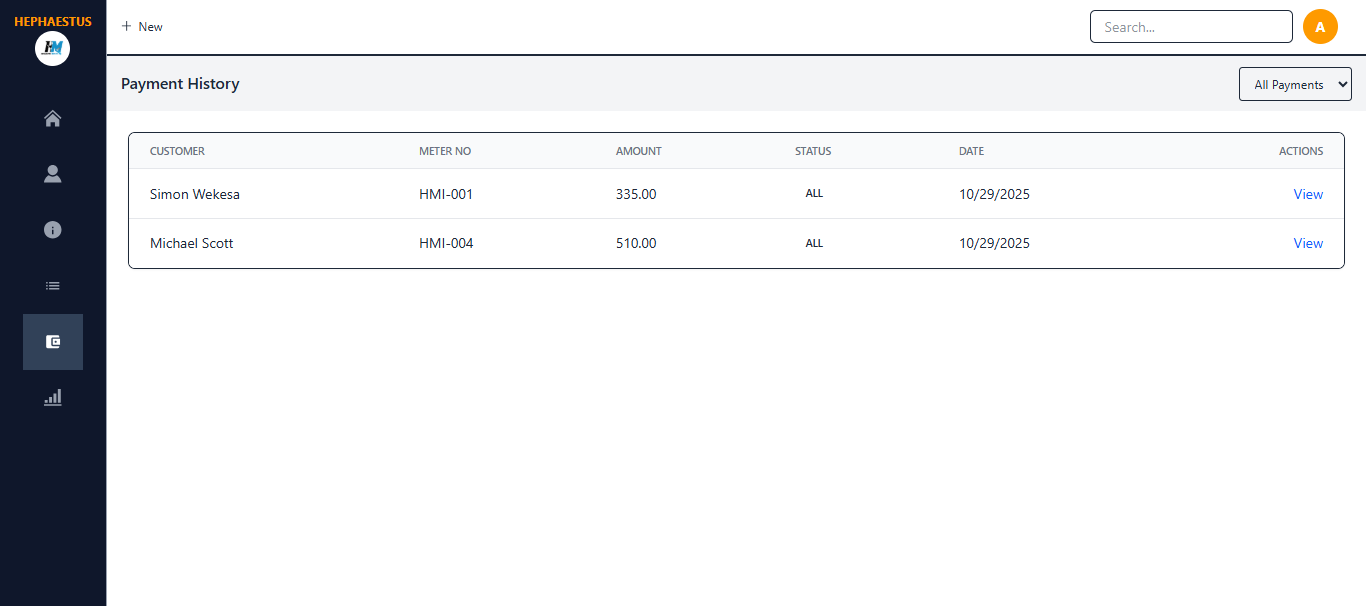 HEPHAESTUS
HM
+ New
Search...
A
Payment History
All Payments
CUSTOMER METER NO AMOUNT STATUS DATE ACTIONS
Simon Wekesa HMI-001 335.00 ALL 10/29/2025 View
Michael Scott HMI-004 510.00 ALL 10/29/2025 View